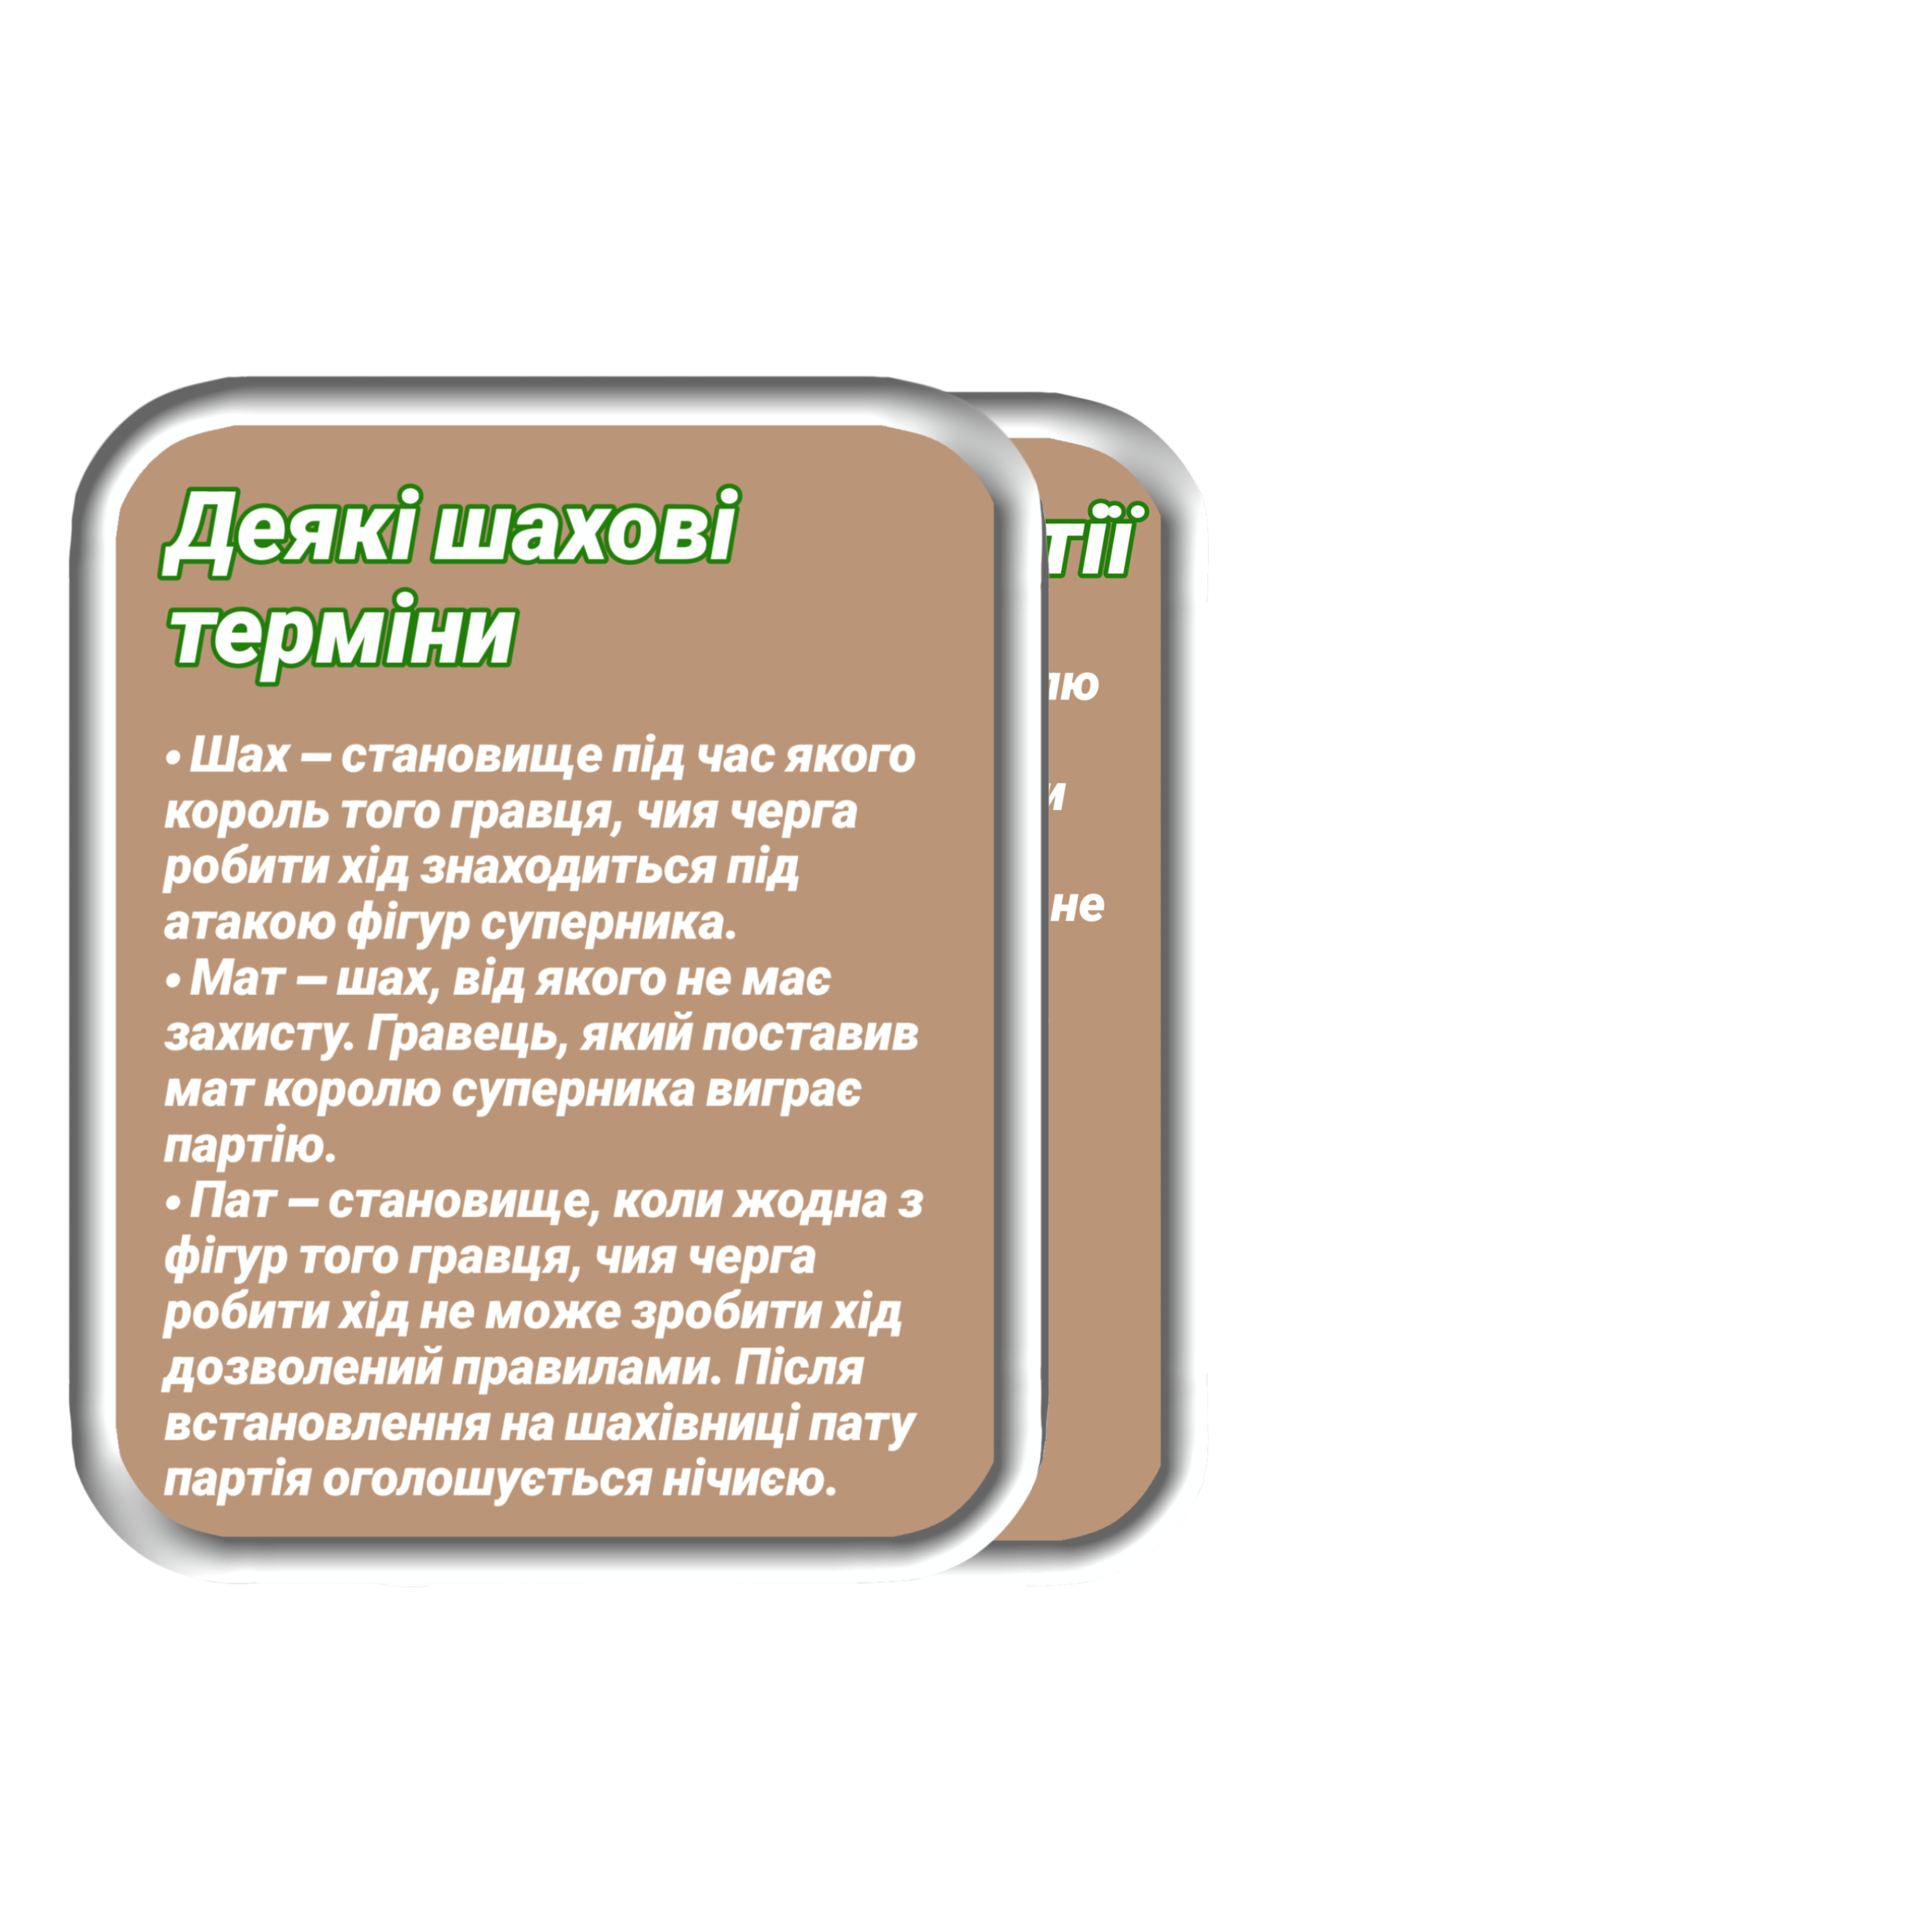 Деякі шахові
терміни
• Шах – становище під час якого
король того гравця, чия черга
робити хід знаходиться під
атакою фігур суперника.
• Мат – шах, від якого не має
захисту. Гравець, який поставив
мат королю суперника виграє
партію.
• Пат – становище, коли жодна з
фігур того гравця, чия черга
робити хід не може зробити хід
дозволений правилами. Після
встановлення на шахівниці пату
партія оголошується нічиєю.
не